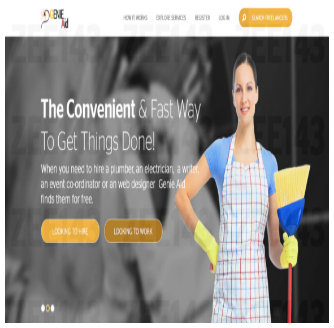 GENIE
Aid
HOW IT WORKS EXPLORE SERVICES REGISTER LOG IN SEARCH FREELANCERS
The Convenient & Fast Way
To Get Things Done!
When you need to hire a plumber, an electrician, a writer,
an event co-ordinator or an web designer Genie Aid
finds them for free.
LOOKING TO HIRE LOOKING TO WORK
ZEE143